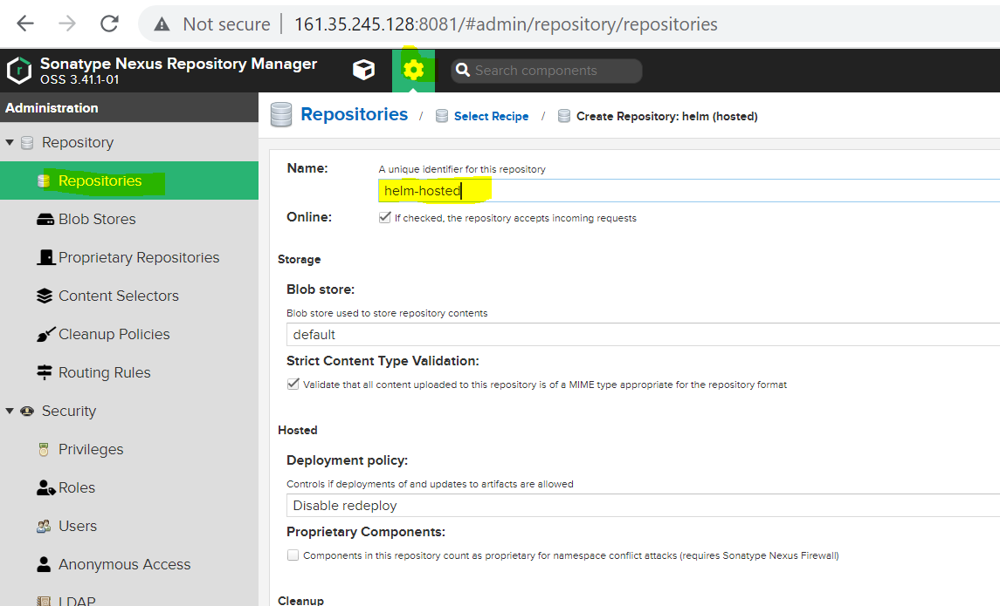 Not secure | 161.35.245.128:8081/#admin/repository/repositories
Sonatype Nexus Repository Manager
OSS 3.41.1-01
Search components
Administration
Repositories / Select Recipe / Create Repository: helm (hosted)
Repository
Repositories
Blob Stores
Proprietary Repositories
Content Selectors
Cleanup Policies
Routing Rules
Security
Privileges
Roles
Users
Anonymous Access
LDAP
Name:
A unique identifier for this repository
helm-hosted
Online:
If checked, the repository accepts incoming requests
Storage
Blob store:
Blob store used to store repository contents
default
Strict Content Type Validation:
Validate that all content uploaded to this repository is of a MIME type appropriate for the repository format
Hosted
Deployment policy:
Controls if deployments of and updates to artifacts are allowed
Disable redeploy
Proprietary Components:
Components in this repository count as proprietary for namespace conflict attacks (requires Sonatype Nexus Firewall)
Cleanup